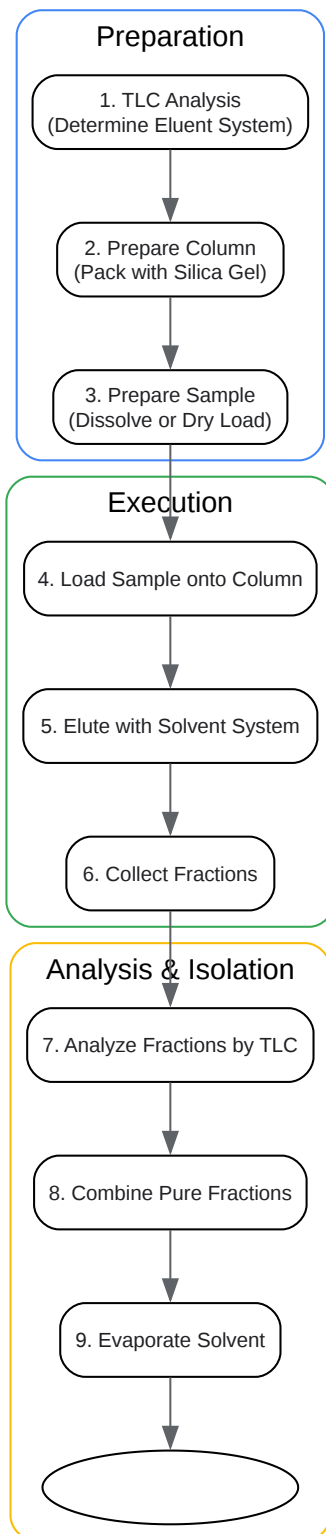 Preparation
1. TLC Analysis
(Determine Eluent System)
2. Prepare Column
(Pack with Silica Gel)
3. Prepare Sample
(Dissolve or Dry Load)
Execution
4. Load Sample onto Column
5. Elute with Solvent System
6. Collect Fractions
Analysis & Isolation
7. Analyze Fractions by TLC
8. Combine Pure Fractions
9. Evaporate Solvent